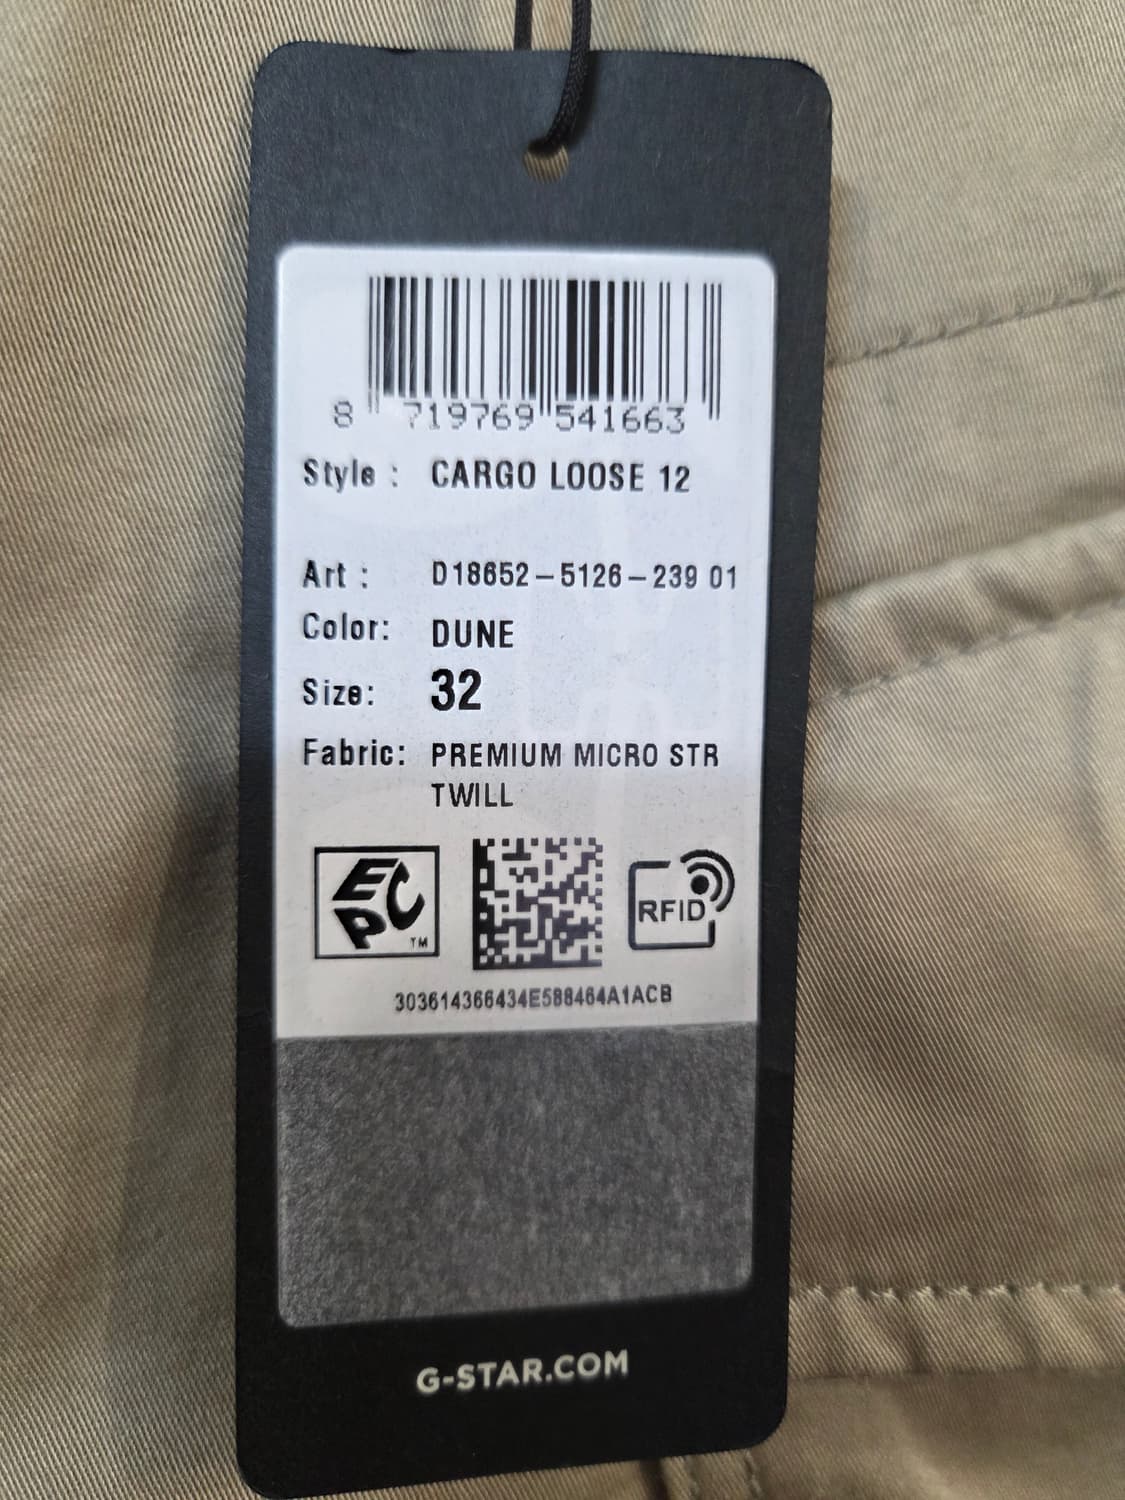 8 719769 541663
Style : CARGO LOOSE 12
Art : D18652-5126-239 01
Color: DUNE
Size: 32
Fabric: PREMIUM MICRO STR
TWILL
EPC TM
RFID
303614366434E588464A1ACB
G-STAR.COM